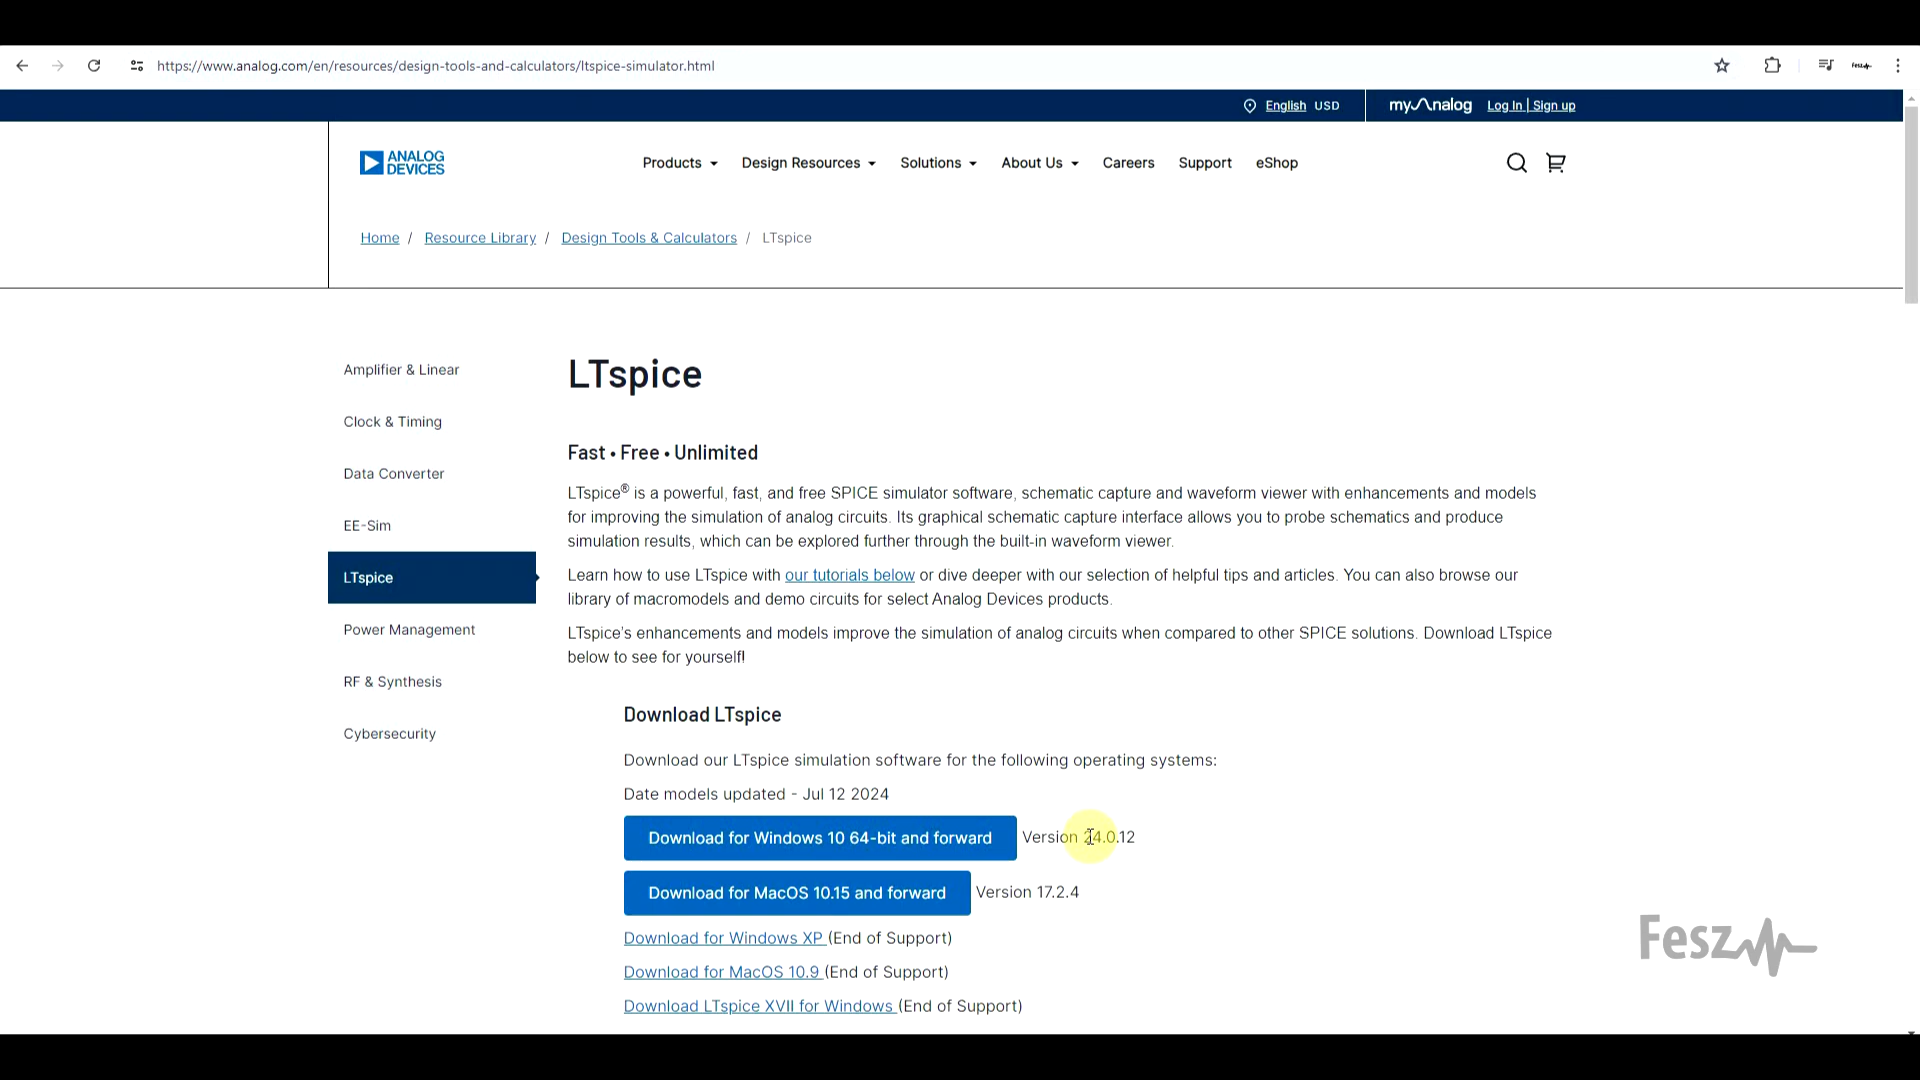 https://www.analog.com/en/resources/design-tools-and-calculators/ltspice-simulator.html
English USD
myAnalog
Log In | Sign up
ANALOG
DEVICES
Products
Design Resources
Solutions
About Us
Careers
Support
eShop
Home / Resource Library / Design Tools & Calculators / LTspice
Amplifier & Linear
Clock & Timing
Data Converter
EE-Sim
LTspice
Power Management
RF & Synthesis
Cybersecurity
LTspice
Fast • Free • Unlimited
LTspice® is a powerful, fast, and free SPICE simulator software, schematic capture and waveform viewer with enhancements and models
for improving the simulation of analog circuits. Its graphical schematic capture interface allows you to probe schematics and produce
simulation results, which can be explored further through the built-in waveform viewer.
Learn how to use LTspice with our tutorials below or dive deeper with our selection of helpful tips and articles. You can also browse our
library of macromodels and demo circuits for select Analog Devices products.
LTspice's enhancements and models improve the simulation of analog circuits when compared to other SPICE solutions. Download LTspice
below to see for yourself!
Download LTspice
Download our LTspice simulation software for the following operating systems:
Date models updated - Jul 12 2024
Download for Windows 10 64-bit and forward Version 24.0.12
Download for MacOS 10.15 and forward Version 17.2.4
Download for Windows XP (End of Support)
Download for MacOS 10.9 (End of Support)
Download LTspice XVII for Windows (End of Support)
Fesz